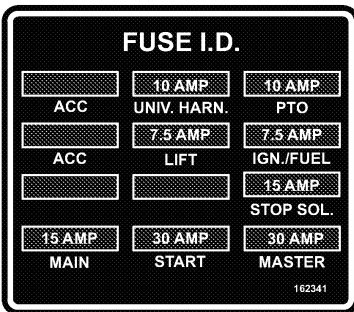 FUSE I.D.
10 AMP 10 AMP
ACC UNIV. HARN. PTO
7.5 AMP 7.5 AMP
ACC LIFT IGN./FUEL
15 AMP
STOP SOL.
15 AMP 30 AMP 30 AMP
MAIN START MASTER
162341